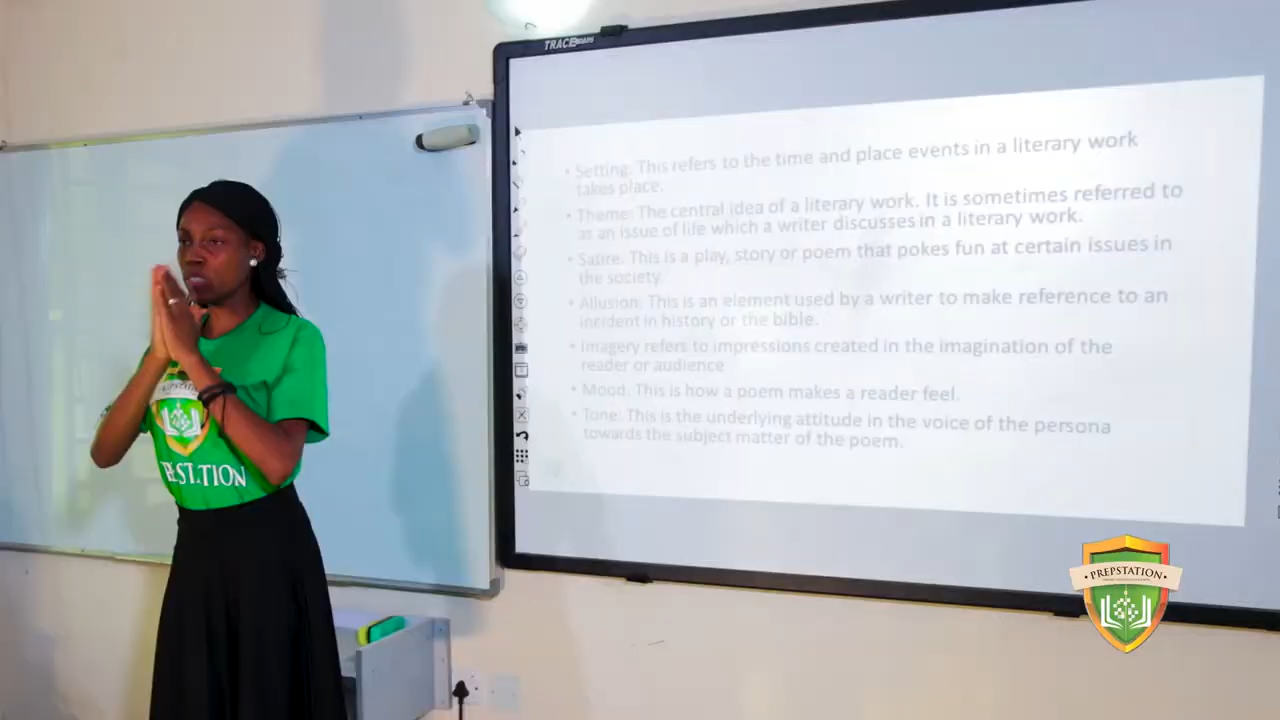 TRACEBOARD
• Setting: This refers to the time and place events in a literary work
takes place.
• Theme: The central idea of a literary work. It is sometimes referred to
as an issue of life which a writer discusses in a literary work.
• Satire: This is a play, story or poem that pokes fun at certain issues in
the society.
• Allusion: This is an element used by a writer to make reference to an
incident in history or the bible.
• Imagery refers to impressions created in the imagination of the
reader or audience
• Mood: This is how a poem makes a reader feel.
• Tone: This is the underlying attitude in the voice of the persona
towards the subject matter of the poem.
• PREPSTATION •